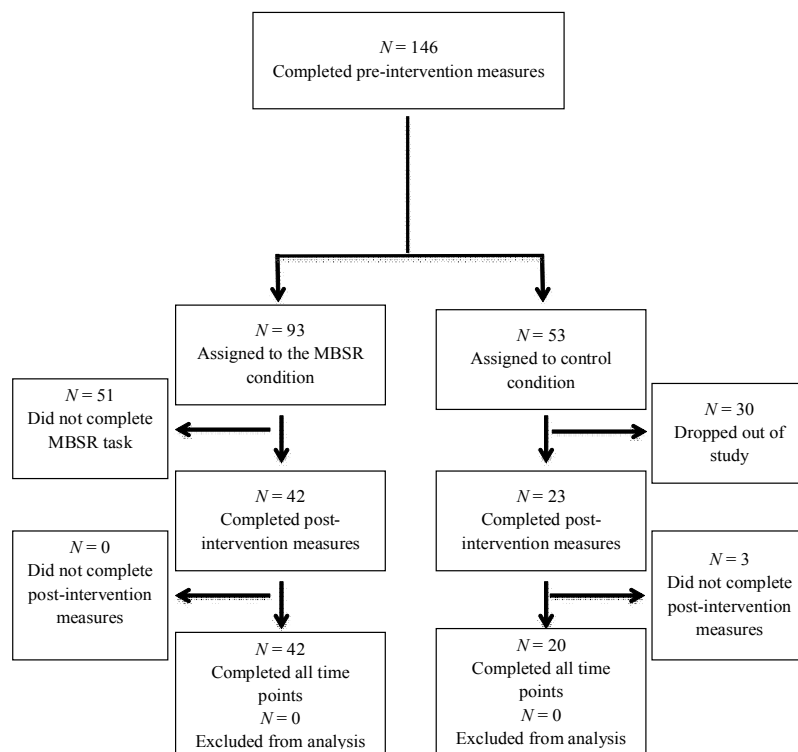 N = 146
Completed pre-intervention measures
N = 93
Assigned to the MBSR
condition
N = 53
Assigned to control
condition
N = 51
Did not complete
MBSR task
N = 30
Dropped out of
study
N = 42
Completed post-
intervention measures
N = 23
Completed post-
intervention measures
N = 0
Did not complete
post-intervention
measures
N = 3
Did not complete
post-intervention
measures
N = 42
Completed all time
points
N = 0
Excluded from analysis
N = 20
Completed all time
points
N = 0
Excluded from analysis